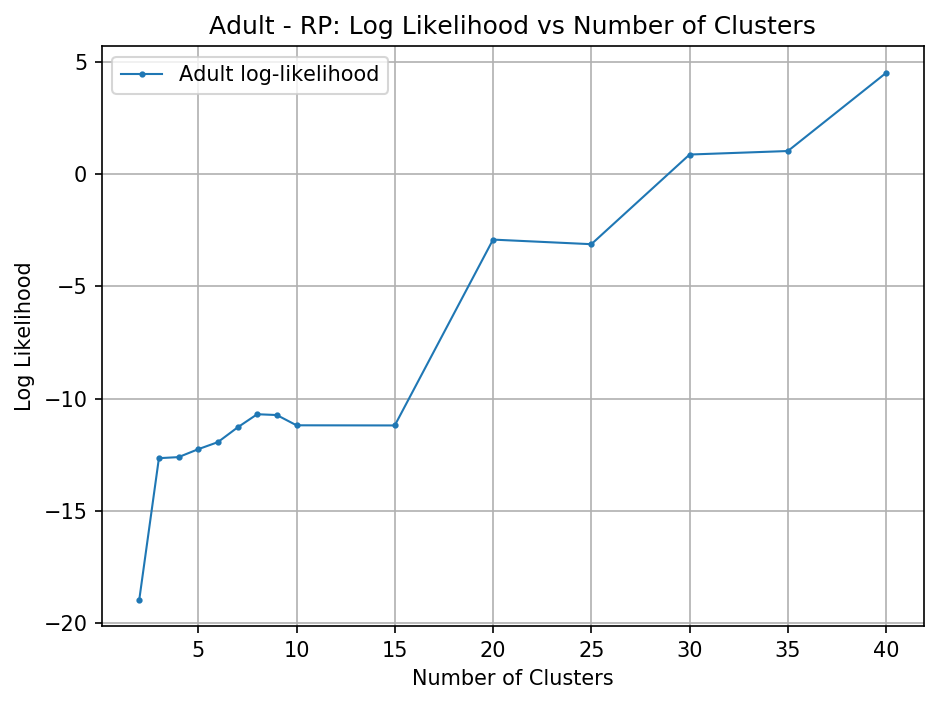 Adult - RP: Log Likelihood vs Number of Clusters
Adult log-likelihood
Log Likelihood
5
0
−5
−10
−15
−20
5 10 15 20 25 30 35 40
Number of Clusters